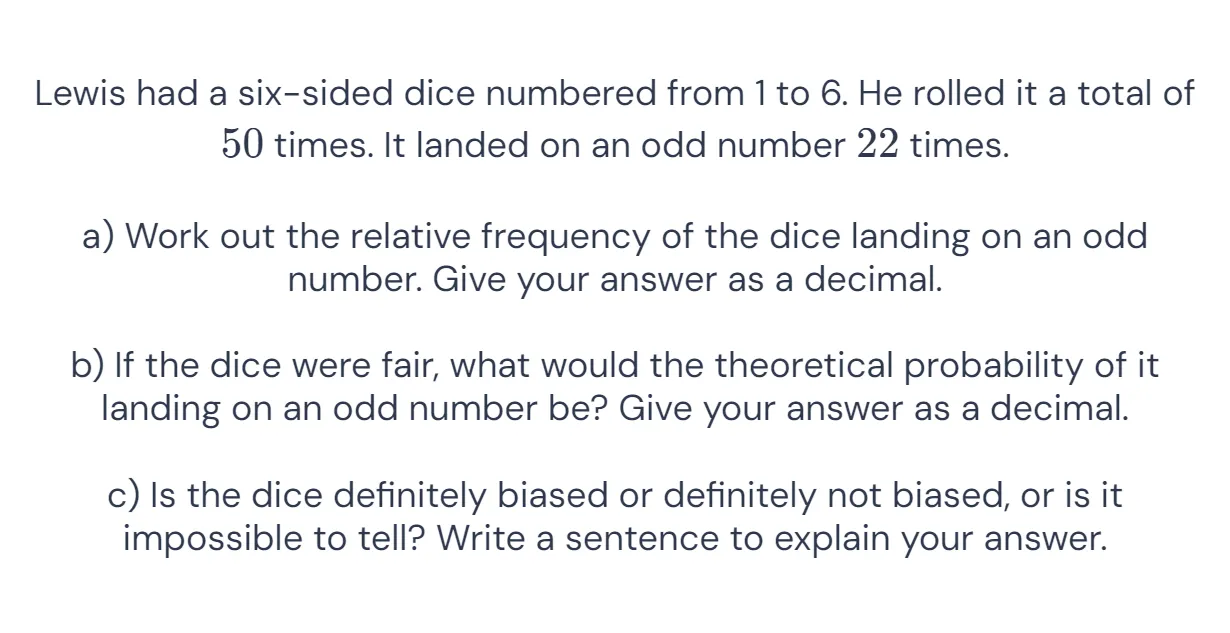 Lewis had a six-sided dice numbered from 1 to 6. He rolled it a total of
50 times. It landed on an odd number 22 times.
a) Work out the relative frequency of the dice landing on an odd
number. Give your answer as a decimal.
b) If the dice were fair, what would the theoretical probability of it
landing on an odd number be? Give your answer as a decimal.
c) Is the dice definitely biased or definitely not biased, or is it
impossible to tell? Write a sentence to explain your answer.